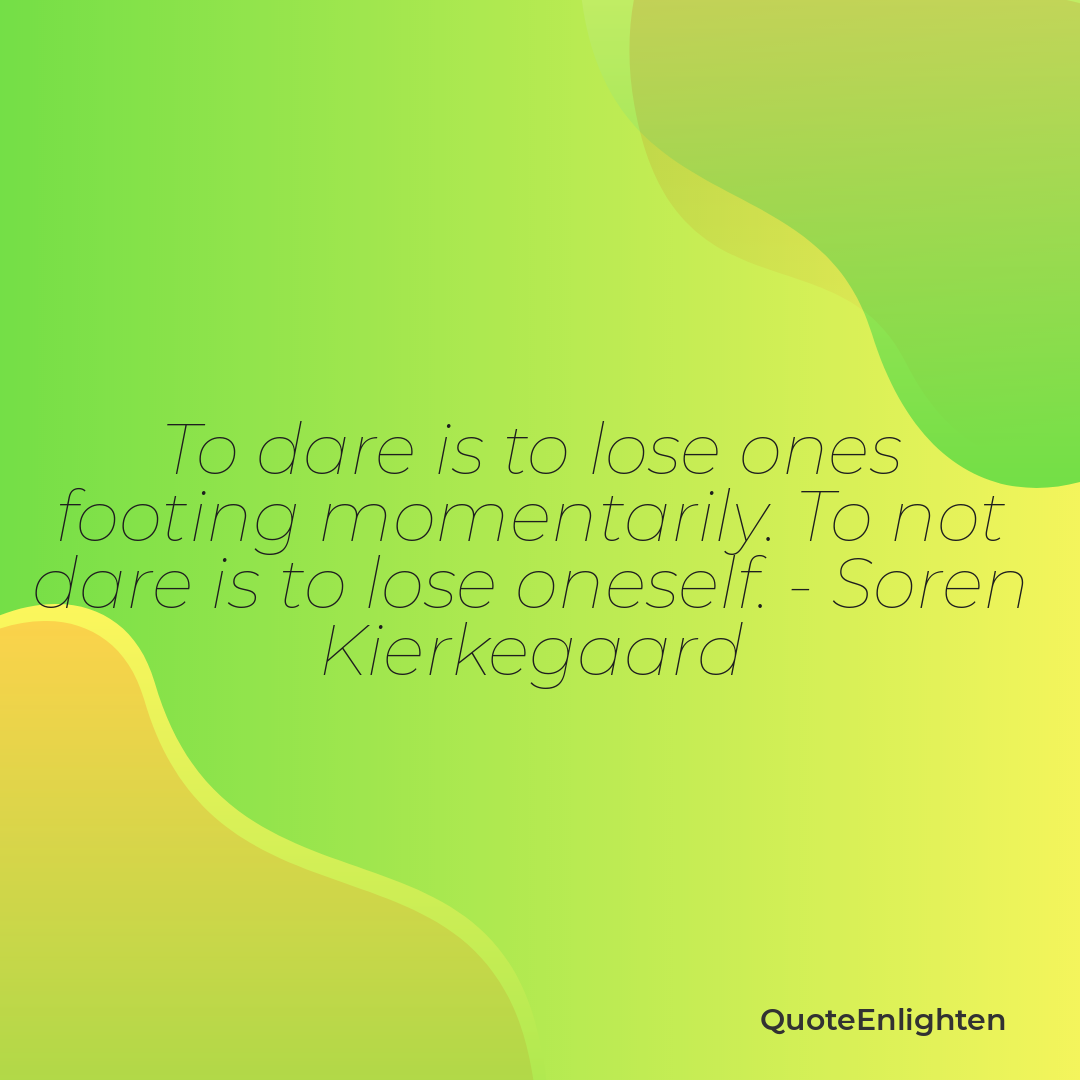 To dare is to lose ones
footing momentarily. To not
dare is to lose oneself. - Soren
Kierkegaard
QuoteEnlighten